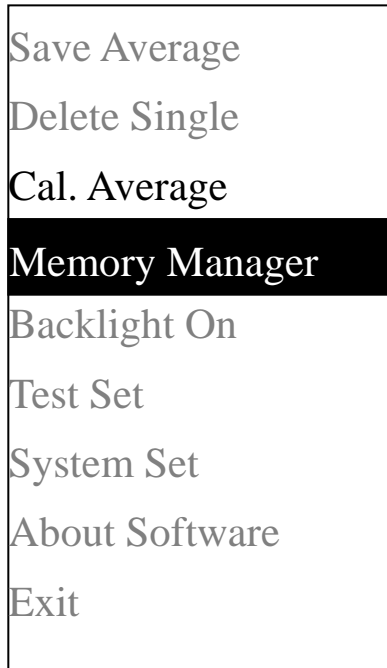 Save Average
Delete Single
Cal. Average
Memory Manager
Backlight On
Test Set
System Set
About Software
Exit